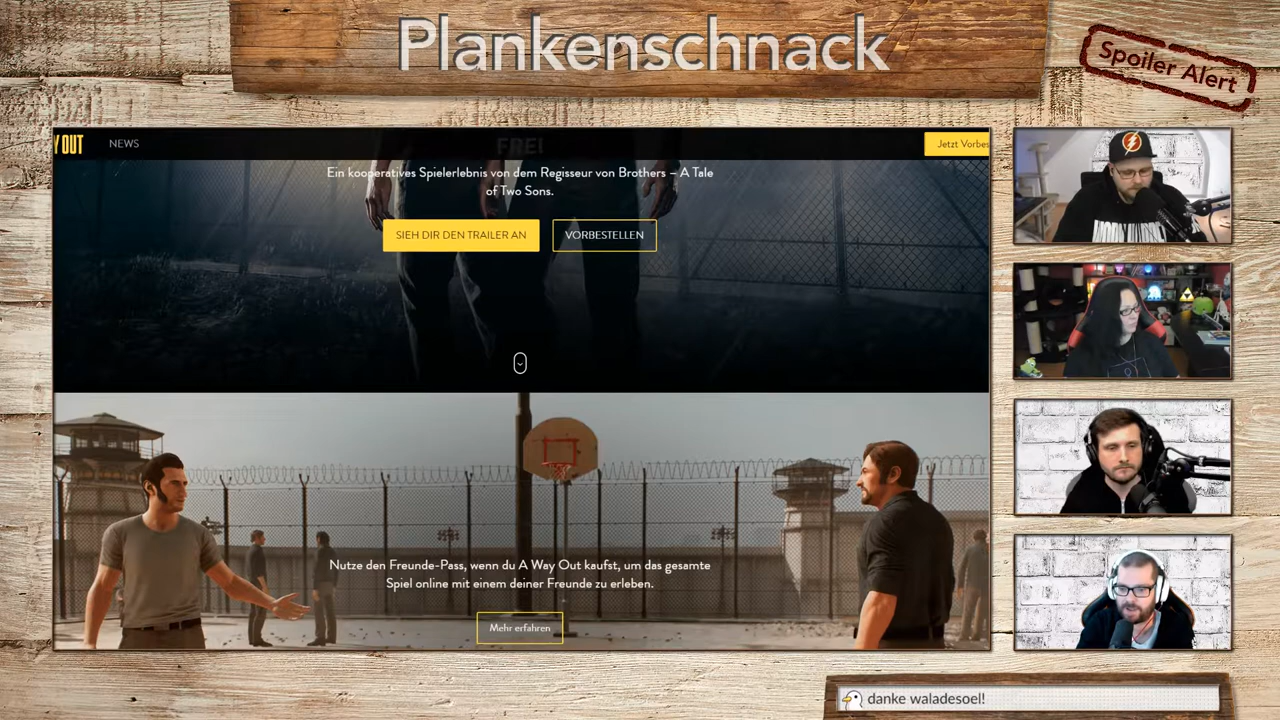 Plankenschnack
Spoiler Alert
Y OUT
NEWS
FREI
Jetzt Vorbes
Ein kooperatives Spielerlebnis von dem Regisseur von Brothers – A Tale
of Two Sons.
SIEH DIR DEN TRAILER AN
VORBESTELLEN
Nutze den Freunde-Pass, wenn du A Way Out kaufst, um das gesamte
Spiel online mit einem deiner Freunde zu erleben.
Mehr erfahren
danke waladesoel!